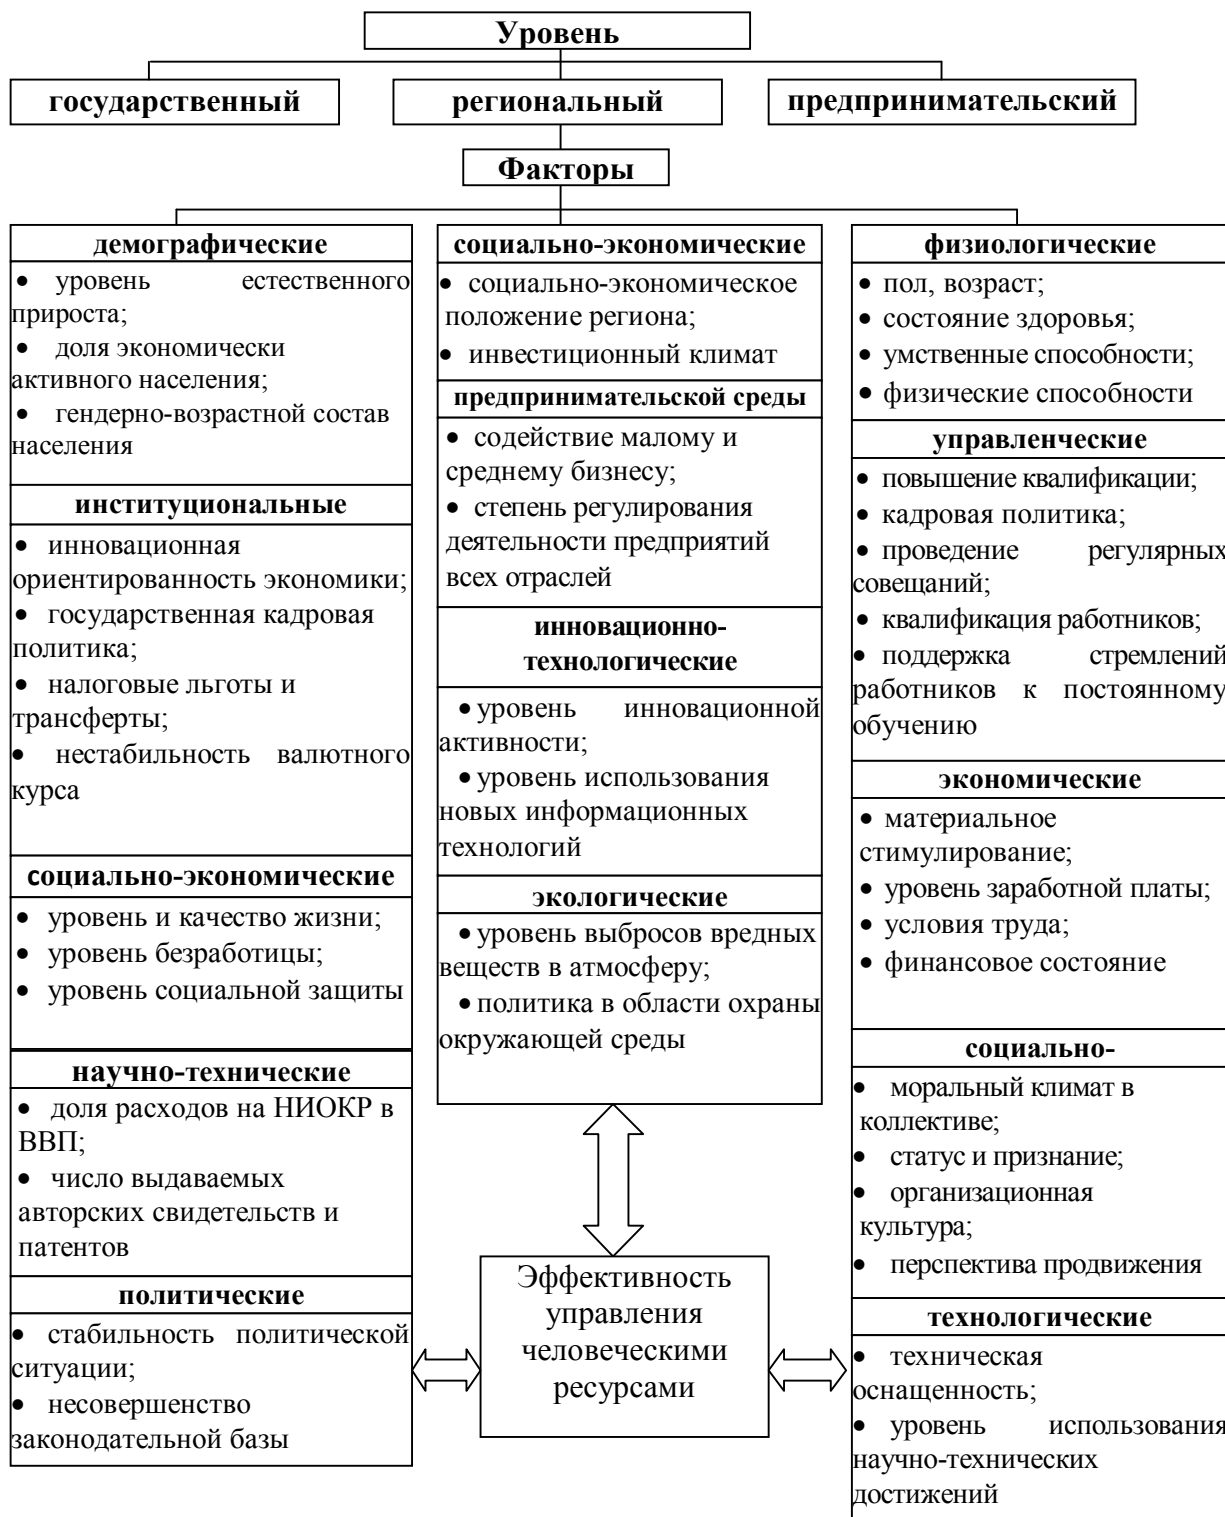 Уровень
государственный
региональный
предпринимательский
Факторы
демографические
• уровень естественного
прироста;
• доля экономически
активного населения;
• гендерно-возрастной состав
населения
институциональные
• инновационная
ориентированность экономики;
• государственная кадровая
политика;
• налоговые льготы и
трансферты;
• нестабильность валютного
курса
социально-экономические
• уровень и качество жизни;
• уровень безработицы;
• уровень социальной защиты
научно-технические
• доля расходов на НИОКР в
ВВП;
• число выдаваемых
авторских свидетельств и
патентов
политические
• стабильность политической
ситуации;
• несовершенство
законодательной базы
социально-экономические
• социально-экономическое
положение региона;
• инвестиционный климат
предпринимательской среды
• содействие малому и
среднему бизнесу;
• степень регулирования
деятельности предприятий
всех отраслей
инновационно-
технологические
• уровень инновационной
активности;
• уровень использования
новых информационных
технологий
экологические
• уровень выбросов вредных
веществ в атмосферу;
• политика в области охраны
окружающей среды
Эффективность
управления
человеческими
ресурсами
физиологические
• пол, возраст;
• состояние здоровья;
• умственные способности;
• физические способности
управленческие
• повышение квалификации;
• кадровая политика;
• проведение регулярных
совещаний;
• квалификация работников;
• поддержка стремлений
работников к постоянному
обучению
экономические
• материальное
стимулирование;
• уровень заработной платы;
• условия труда;
• финансовое состояние
социально-
• моральный климат в
коллективе;
• статус и признание;
• организационная
культура;
• перспектива продвижения
технологические
• техническая
оснащенность;
• уровень использования
научно-технических
достижений